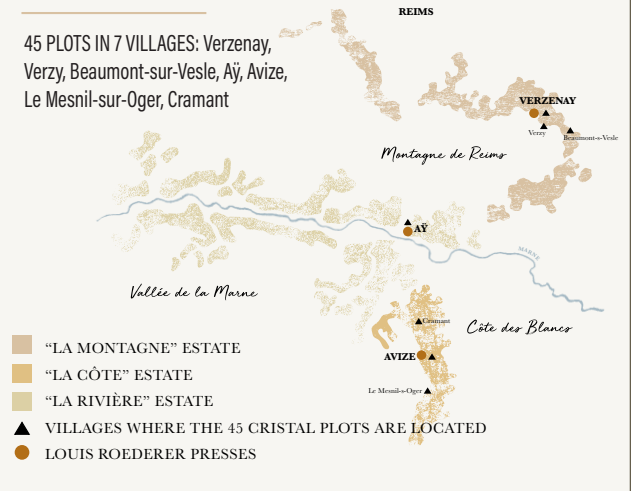 REIMS
45 PLOTS IN 7 VILLAGES: Verzenay,
Verzy, Beaumont-sur-Vesle, Aÿ, Avize,
Le Mesnil-sur-Oger, Cramant
VERZENAY
Verzy
Beaumont-s-Vesle
Montagne de Reims
AŸ
MARNE
Vallée de la Marne
Cramant
Côte des Blancs
AVIZE
Le Mesnil-s-Oger
“LA MONTAGNE” ESTATE
“LA CÔTE” ESTATE
“LA RIVIÈRE” ESTATE
VILLAGES WHERE THE 45 CRISTAL PLOTS ARE LOCATED
LOUIS ROEDERER PRESSES